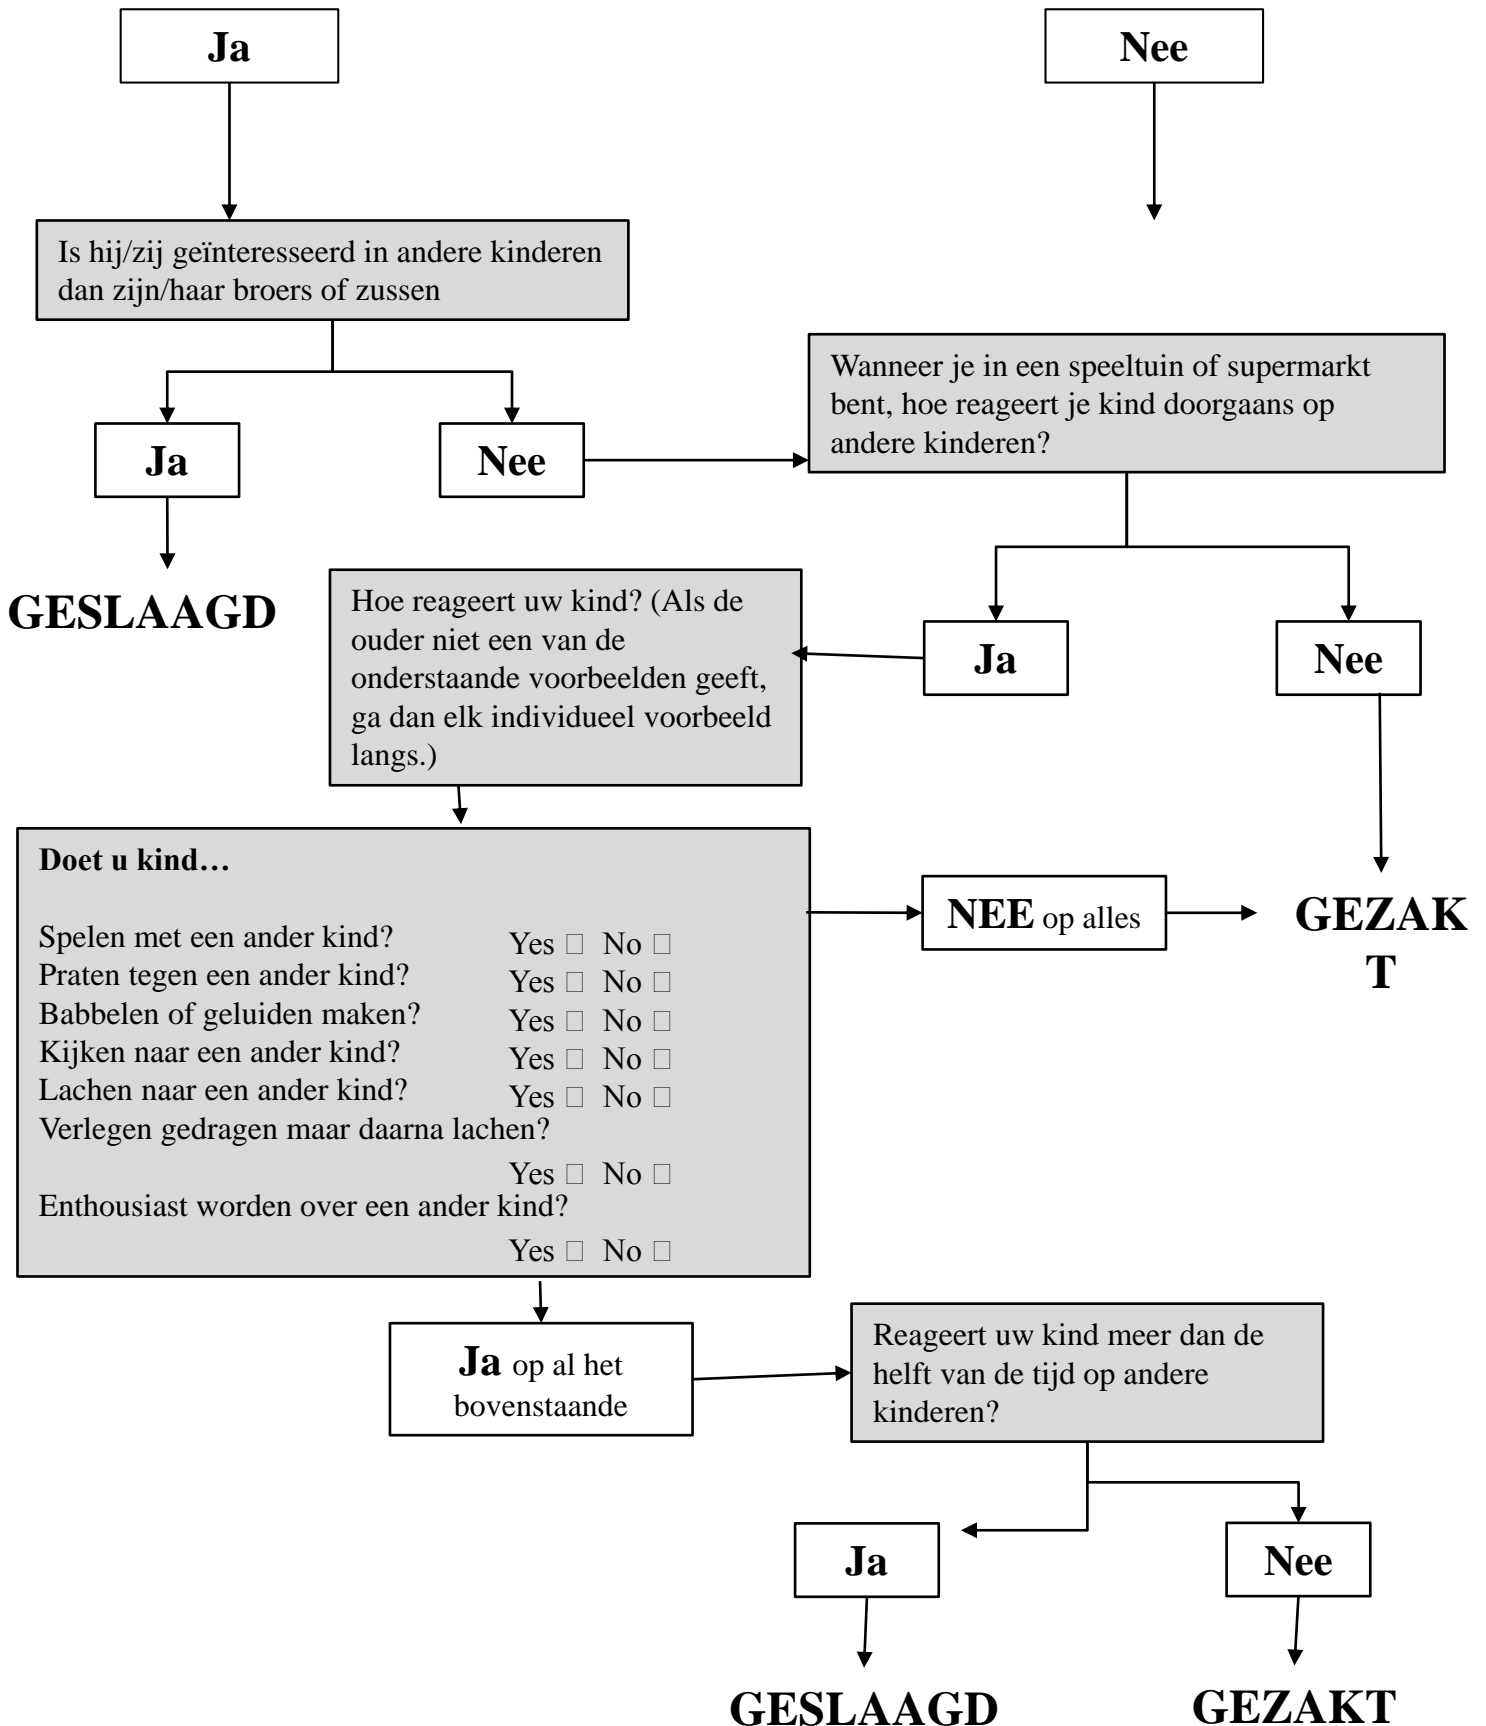 Ja
Nee
Is hij/zij geïnteresseerd in andere kinderen
dan zijn/haar broers of zussen
Wanneer je in een speeltuin of supermarkt
bent, hoe reageert je kind doorgaans op
andere kinderen?
Ja
Nee
GESLAAGD
Hoe reageert uw kind? (Als de
ouder niet een van de
onderstaande voorbeelden geeft,
ga dan elk individueel voorbeeld
langs.)
Ja
Nee
Doet u kind…
Spelen met een ander kind? Yes □ No □
Praten tegen een ander kind? Yes □ No □
Babbelen of geluiden maken? Yes □ No □
Kijken naar een ander kind? Yes □ No □
Lachen naar een ander kind? Yes □ No □
Verlegen gedragen maar daarna lachen?
Yes □ No □
Enthousiast worden over een ander kind?
Yes □ No □
NEE op alles
GEZAK
T
Ja op al het
bovenstaande
Reageert uw kind meer dan de
helft van de tijd op andere
kinderen?
Ja
Nee
GESLAAGD
GEZAKT